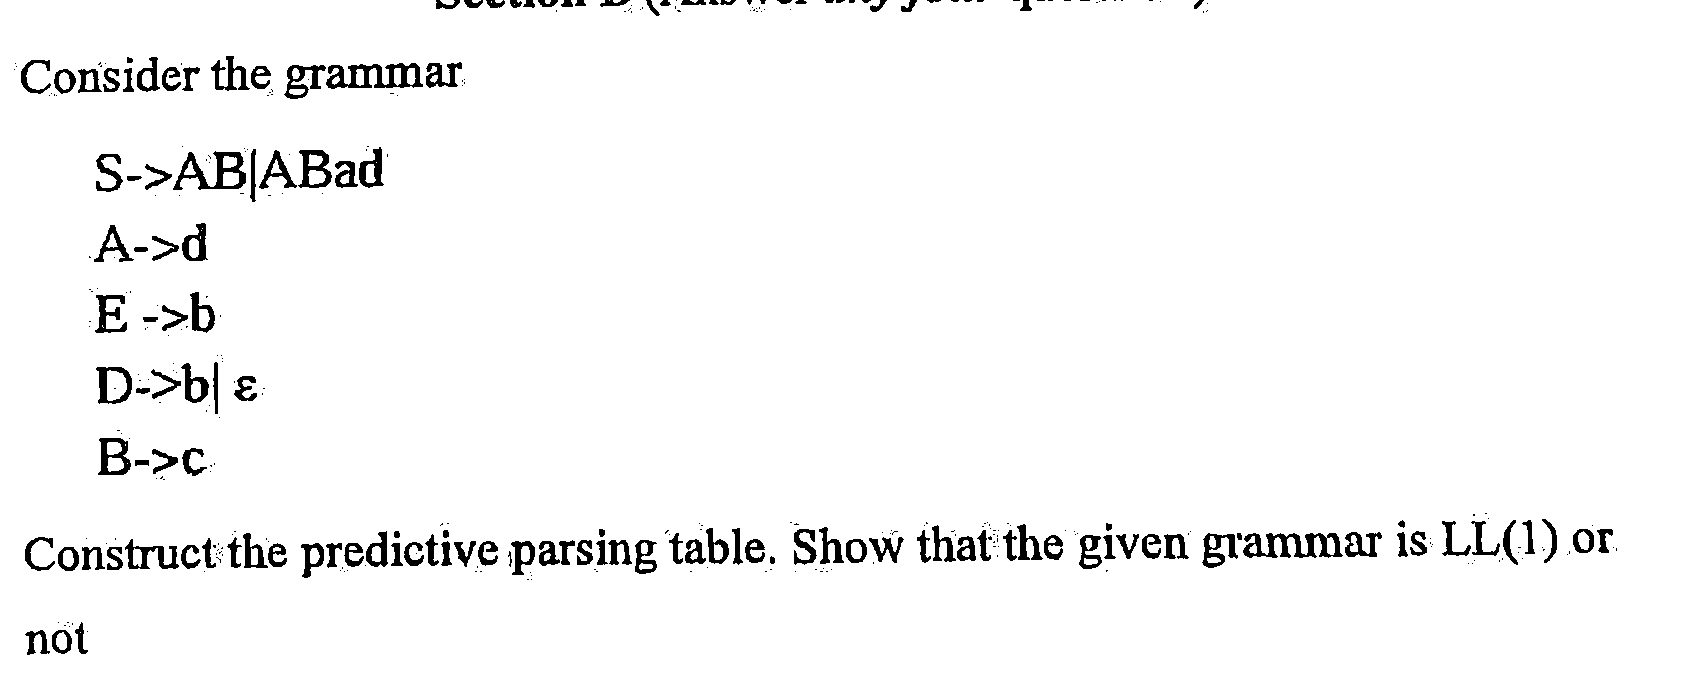 Consider the grammar
S->AB|ABad
A->d
E ->b
D->b| ε
B->c
Construct the predictive parsing table. Show that the given grammar is LL(1) or
not